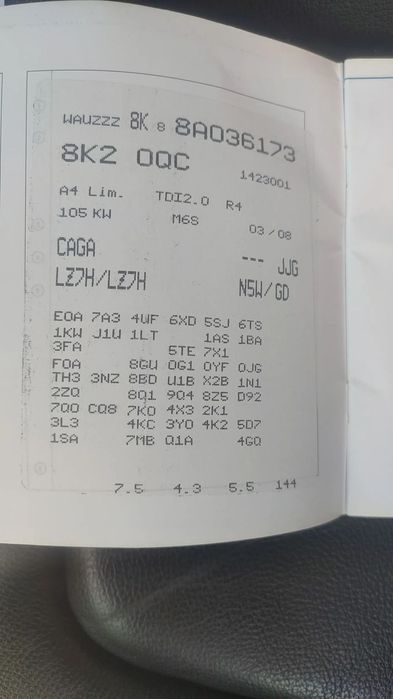 WAUZZZ 8K 8 8A036173
8K2 0QC
1423001
A4 Lim. TDI2.0 R4
105 KW M6S 03/08
CAGA --- JJG
LZ7H/LZ7H N5W/GD
E0A 7A3 4UF 6XD 5SJ 6TS
1KW J1U 1LT 1AS 1BA
3FA 5TE 7X1
F0A 8GU 0G1 0YF 0JG
TH3 3NZ 8BD U1B X2B 1N1
2ZQ 8Q1 9Q4 8Z5 D92
7Q0 CQ8 7K0 4X3 2K1
3L3 4KC 3Y0 4K2 5D7
1SA 7MB Q1A 4GQ
7.5 4.3 5.5 144